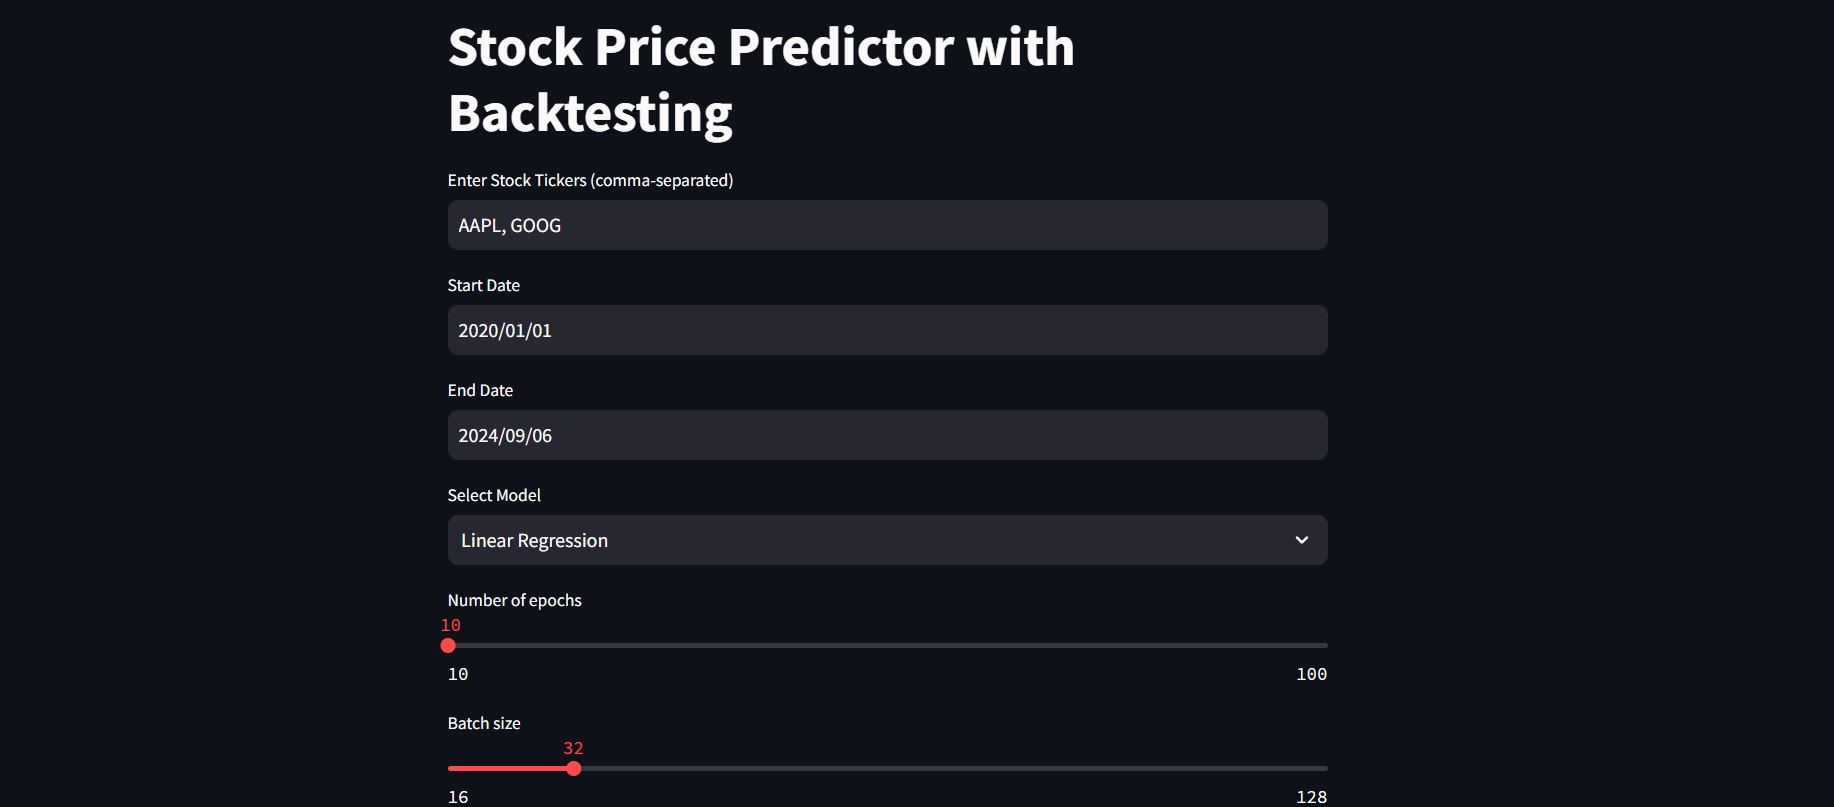 Stock Price Predictor with
Backtesting
Enter Stock Tickers (comma-separated)
AAPL, GOOG
Start Date
2020/01/01
End Date
2024/09/06
Select Model
Linear Regression
Number of epochs
10
10 100
Batch size
32
16 128